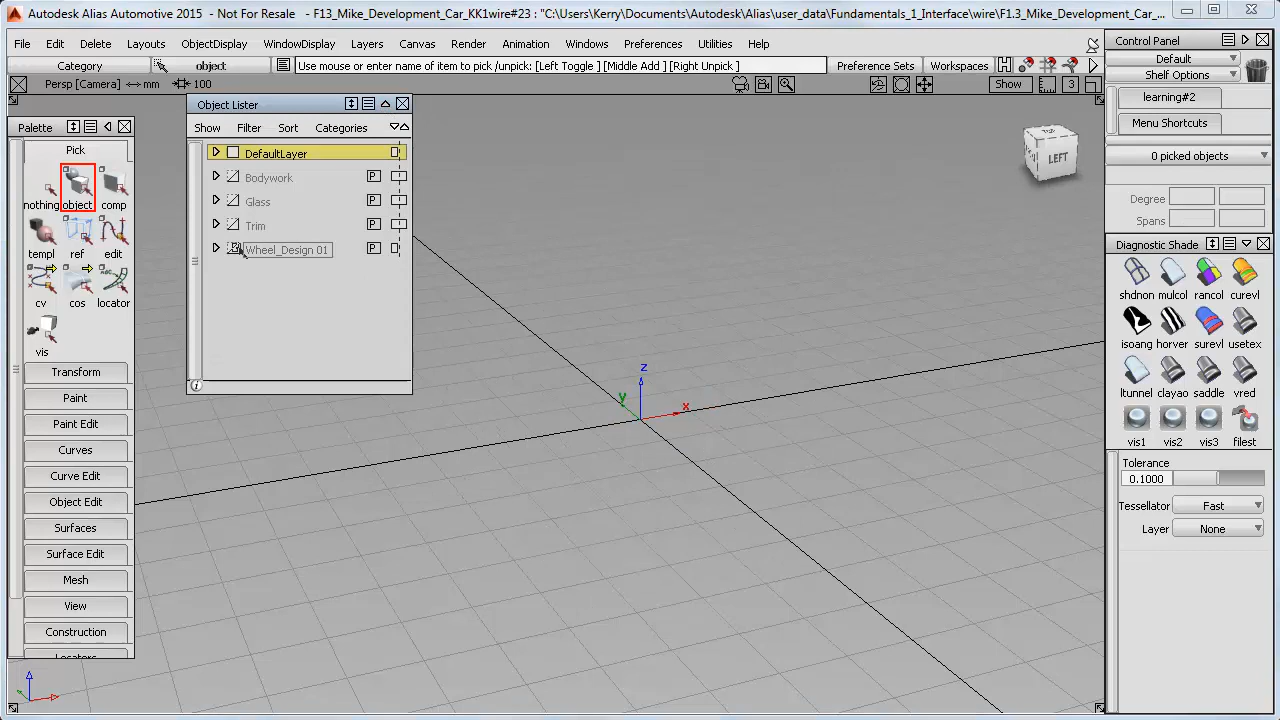 Autodesk Alias Automotive 2015 - Not For Resale - F13_Mike_Development_Car_KK1wire#23 : "C:\Users\Kerry\Documents\Autodesk\Alias\user_data\Fundamentals_1_Interface\wire\F1.3_Mike_Development_Car_...
File Edit Delete Layouts ObjectDisplay WindowDisplay Layers Canvas Render Animation Windows Preferences Utilities Help
Category object Use mouse or enter name of item to pick /unpick: [Left Toggle ] [Middle Add ] [Right Unpick ] Preference Sets Workspaces
Persp [Camera] mm 100 Show 3
Object Lister
Show Filter Sort Categories
DefaultLayer
Bodywork P
Glass P
Trim P
Wheel_Design 01 P
Palette
Pick
nothing object comp
templ ref edit
cv cos locator
vis
Transform
Paint
Paint Edit
Curves
Curve Edit
Object Edit
Surfaces
Surface Edit
Mesh
View
Construction
Locators
z
y
x
TOP
LEFT
Control Panel
Default
Shelf Options
learning#2
Menu Shortcuts
0 picked objects
Degree
Spans
Diagnostic Shade
shdnon mulcol rancol curevl
isoang horver surevl usetex
ltunnel clayao saddle vred
vis1 vis2 vis3 filest
Tolerance
0.1000
Tessellator Fast
Layer None